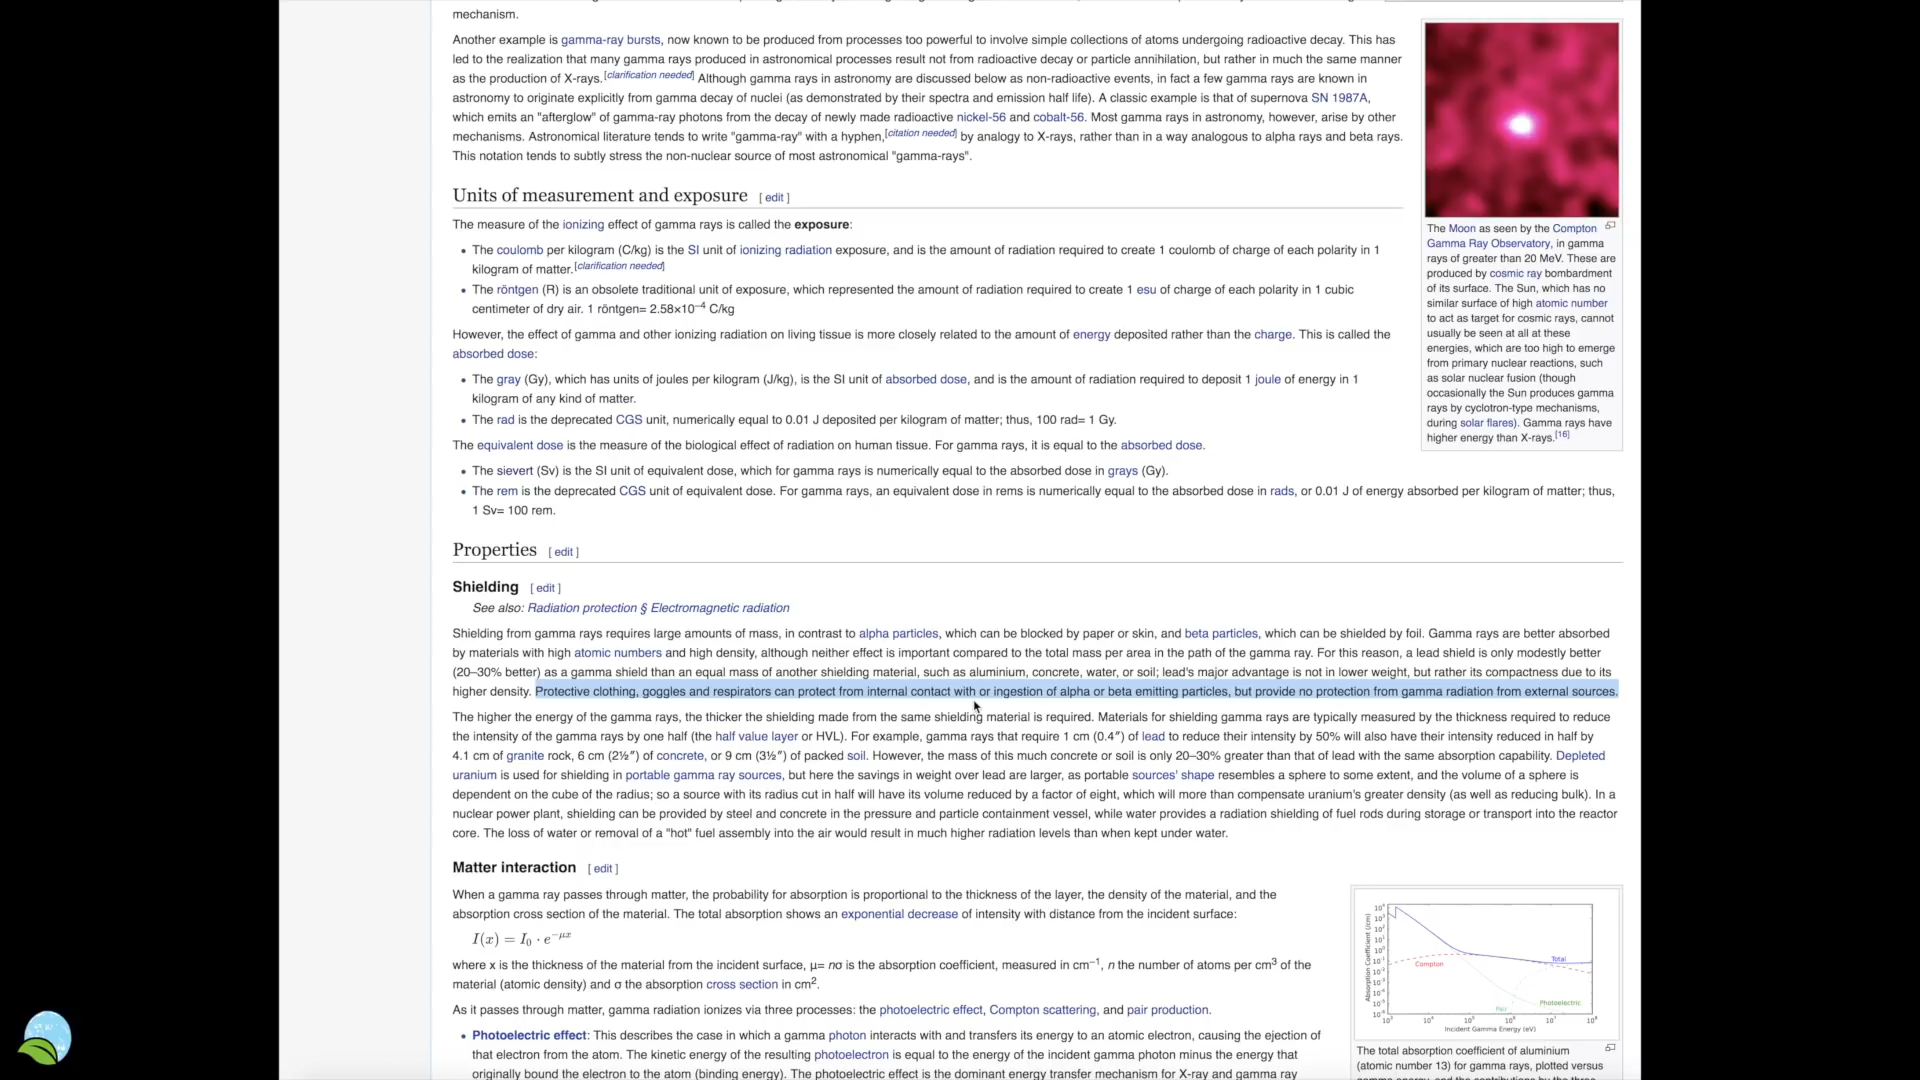 mechanism.
Another example is gamma-ray bursts, now known to be produced from processes too powerful to involve simple collections of atoms undergoing radioactive decay. This has
led to the realization that many gamma rays produced in astronomical processes result not from radioactive decay or particle annihilation, but rather in much the same manner
as the production of X-rays.[clarification needed] Although gamma rays in astronomy are discussed below as non-radioactive events, in fact a few gamma rays are known in
astronomy to originate explicitly from gamma decay of nuclei (as demonstrated by their spectra and emission half life). A classic example is that of supernova SN 1987A,
which emits an "afterglow" of gamma-ray photons from the decay of newly made radioactive nickel-56 and cobalt-56. Most gamma rays in astronomy, however, arise by other
mechanisms. Astronomical literature tends to write "gamma-ray" with a hyphen,[citation needed] by analogy to X-rays, rather than in a way analogous to alpha rays and beta rays.
This notation tends to subtly stress the non-nuclear source of most astronomical "gamma-rays".
Units of measurement and exposure [ edit ]
The measure of the ionizing effect of gamma rays is called the exposure:
• The coulomb per kilogram (C/kg) is the SI unit of ionizing radiation exposure, and is the amount of radiation required to create 1 coulomb of charge of each polarity in 1
kilogram of matter.[clarification needed]
• The röntgen (R) is an obsolete traditional unit of exposure, which represented the amount of radiation required to create 1 esu of charge of each polarity in 1 cubic
centimeter of dry air. 1 röntgen= 2.58×10⁻⁴ C/kg
However, the effect of gamma and other ionizing radiation on living tissue is more closely related to the amount of energy deposited rather than the charge. This is called the
absorbed dose:
• The gray (Gy), which has units of joules per kilogram (J/kg), is the SI unit of absorbed dose, and is the amount of radiation required to deposit 1 joule of energy in 1
kilogram of any kind of matter.
• The rad is the deprecated CGS unit, numerically equal to 0.01 J deposited per kilogram of matter; thus, 100 rad= 1 Gy.
The equivalent dose is the measure of the biological effect of radiation on human tissue. For gamma rays, it is equal to the absorbed dose.
• The sievert (Sv) is the SI unit of equivalent dose, which for gamma rays is numerically equal to the absorbed dose in grays (Gy).
• The rem is the deprecated CGS unit of equivalent dose. For gamma rays, an equivalent dose in rems is numerically equal to the absorbed dose in rads, or 0.01 J of energy absorbed per kilogram of matter; thus,
1 Sv= 100 rem.
The Moon as seen by the Compton
Gamma Ray Observatory, in gamma
rays of greater than 20 MeV. These are
produced by cosmic ray bombardment
of its surface. The Sun, which has no
similar surface of high atomic number
to act as target for cosmic rays, cannot
usually be seen at all at these
energies, which are too high to emerge
from primary nuclear reactions, such
as solar nuclear fusion (though
occasionally the Sun produces gamma
rays by cyclotron-type mechanisms,
during solar flares). Gamma rays have
higher energy than X-rays.[16]
Properties [ edit ]
Shielding [ edit ]
See also: Radiation protection § Electromagnetic radiation
Shielding from gamma rays requires large amounts of mass, in contrast to alpha particles, which can be blocked by paper or skin, and beta particles, which can be shielded by foil. Gamma rays are better absorbed
by materials with high atomic numbers and high density, although neither effect is important compared to the total mass per area in the path of the gamma ray. For this reason, a lead shield is only modestly better
(20–30% better) as a gamma shield than an equal mass of another shielding material, such as aluminium, concrete, water, or soil; lead's major advantage is not in lower weight, but rather its compactness due to its
higher density. Protective clothing, goggles and respirators can protect from internal contact with or ingestion of alpha or beta emitting particles, but provide no protection from gamma radiation from external sources.
The higher the energy of the gamma rays, the thicker the shielding made from the same shielding material is required. Materials for shielding gamma rays are typically measured by the thickness required to reduce
the intensity of the gamma rays by one half (the half value layer or HVL). For example, gamma rays that require 1 cm (0.4″) of lead to reduce their intensity by 50% will also have their intensity reduced in half by
4.1 cm of granite rock, 6 cm (2½″) of concrete, or 9 cm (3½″) of packed soil. However, the mass of this much concrete or soil is only 20–30% greater than that of lead with the same absorption capability. Depleted
uranium is used for shielding in portable gamma ray sources, but here the savings in weight over lead are larger, as portable sources' shape resembles a sphere to some extent, and the volume of a sphere is
dependent on the cube of the radius; so a source with its radius cut in half will have its volume reduced by a factor of eight, which will more than compensate uranium's greater density (as well as reducing bulk). In a
nuclear power plant, shielding can be provided by steel and concrete in the pressure and particle containment vessel, while water provides a radiation shielding of fuel rods during storage or transport into the reactor
core. The loss of water or removal of a "hot" fuel assembly into the air would result in much higher radiation levels than when kept under water.
Matter interaction [ edit ]
When a gamma ray passes through matter, the probability for absorption is proportional to the thickness of the layer, the density of the material, and the
absorption cross section of the material. The total absorption shows an exponential decrease of intensity with distance from the incident surface:
I(x) = I₀ · e^−μx
where x is the thickness of the material from the incident surface, μ= nσ is the absorption coefficient, measured in cm⁻¹, n the number of atoms per cm³ of the
material (atomic density) and σ the absorption cross section in cm².
As it passes through matter, gamma radiation ionizes via three processes: the photoelectric effect, Compton scattering, and pair production.
• Photoelectric effect: This describes the case in which a gamma photon interacts with and transfers its energy to an atomic electron, causing the ejection of
that electron from the atom. The kinetic energy of the resulting photoelectron is equal to the energy of the incident gamma photon minus the energy that
originally bound the electron to the atom (binding energy). The photoelectric effect is the dominant energy transfer mechanism for X-ray and gamma ray
Absorption Coefficient (/cm)
Compton
Total
Photoelectric
Pair
10³ 10⁴ 10⁵ 10⁶ 10⁷ 10⁸
Incident Gamma Energy (eV)
The total absorption coefficient of aluminium
(atomic number 13) for gamma rays, plotted versus